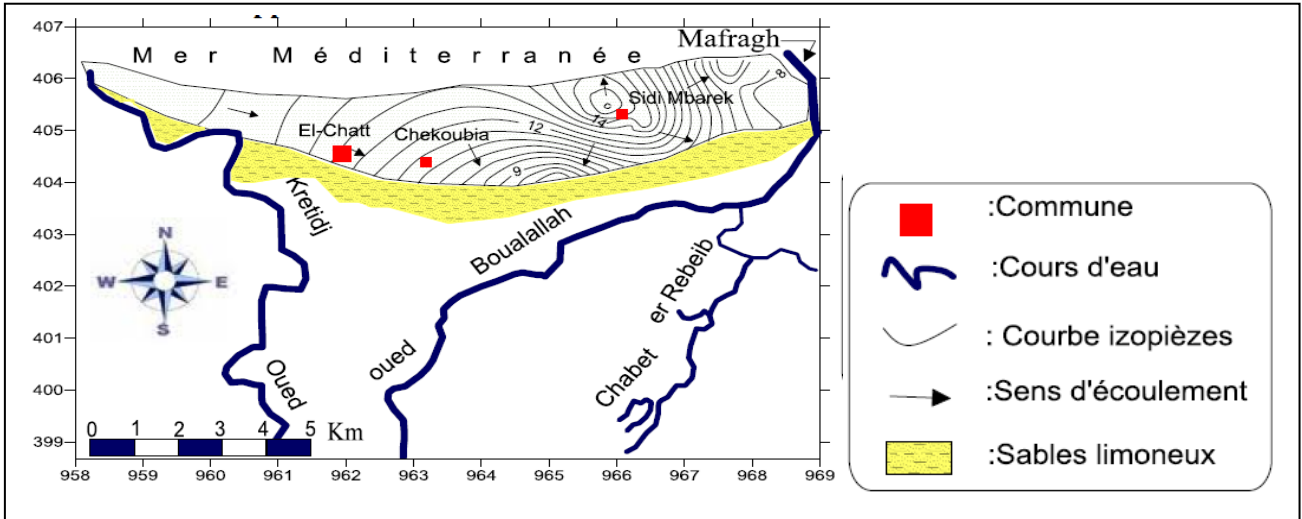 407
406
405
404
403
402
401
400
399
Mer Méditerranée
Mafragh
8
Sidi Mbarek
14
12
El-Chatt
Chekoubia
9
Kretidj
Oued
Boualallah
oued
er Rebeib
Chabet
N
W
E
S
0 1 2 3 4 5 Km
958 959 960 961 962 963 964 965 966 967 968 969
:Commune
:Cours d'eau
: Courbe izopièzes
:Sens d'écoulement
:Sables limoneux